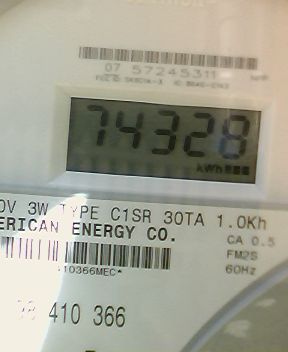 07 57245311
74328
kWh
0V 3W TYPE C1SR 30TA 1.0Kh
ERICAN ENERGY CO.
CA 0.5
FM2S
60Hz
410366MEC*
410 366